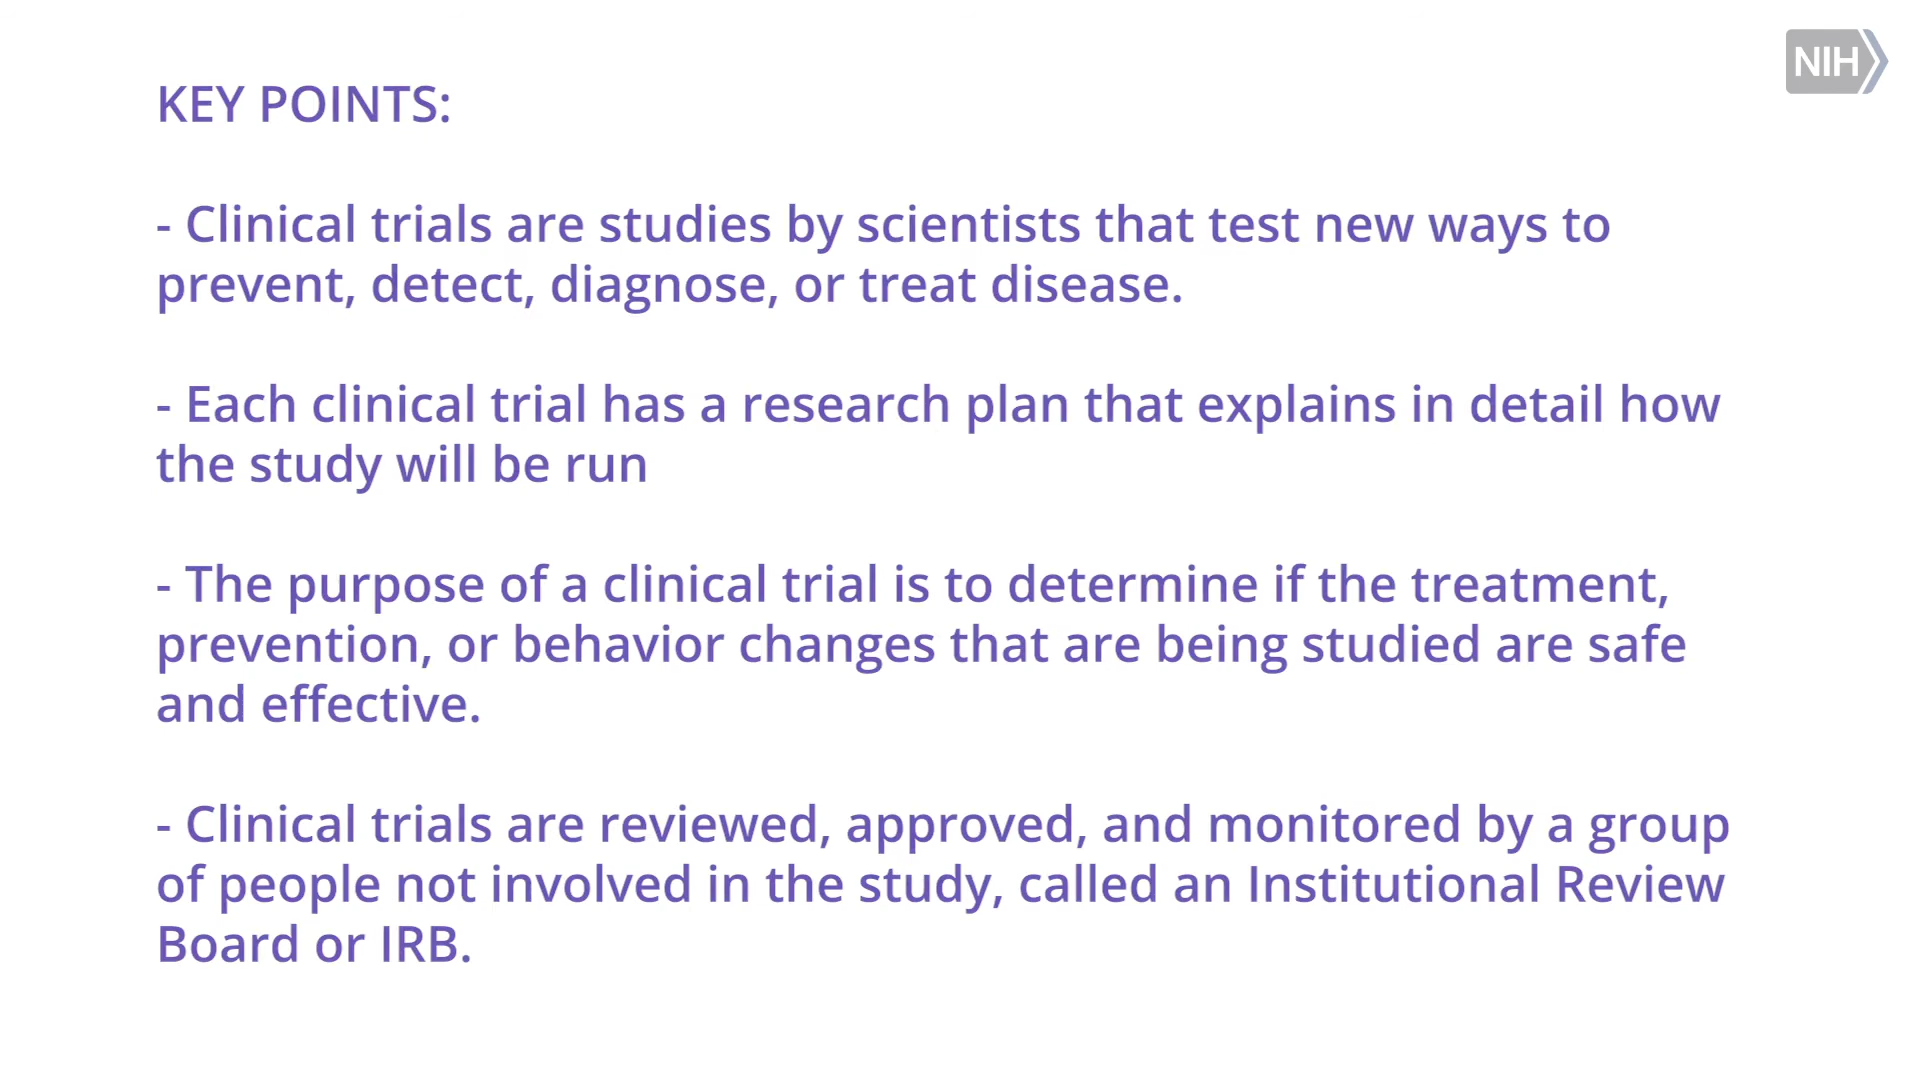 NIH
KEY POINTS:
- Clinical trials are studies by scientists that test new ways to
prevent, detect, diagnose, or treat disease.
- Each clinical trial has a research plan that explains in detail how
the study will be run
- The purpose of a clinical trial is to determine if the treatment,
prevention, or behavior changes that are being studied are safe
and effective.
- Clinical trials are reviewed, approved, and monitored by a group
of people not involved in the study, called an Institutional Review
Board or IRB.